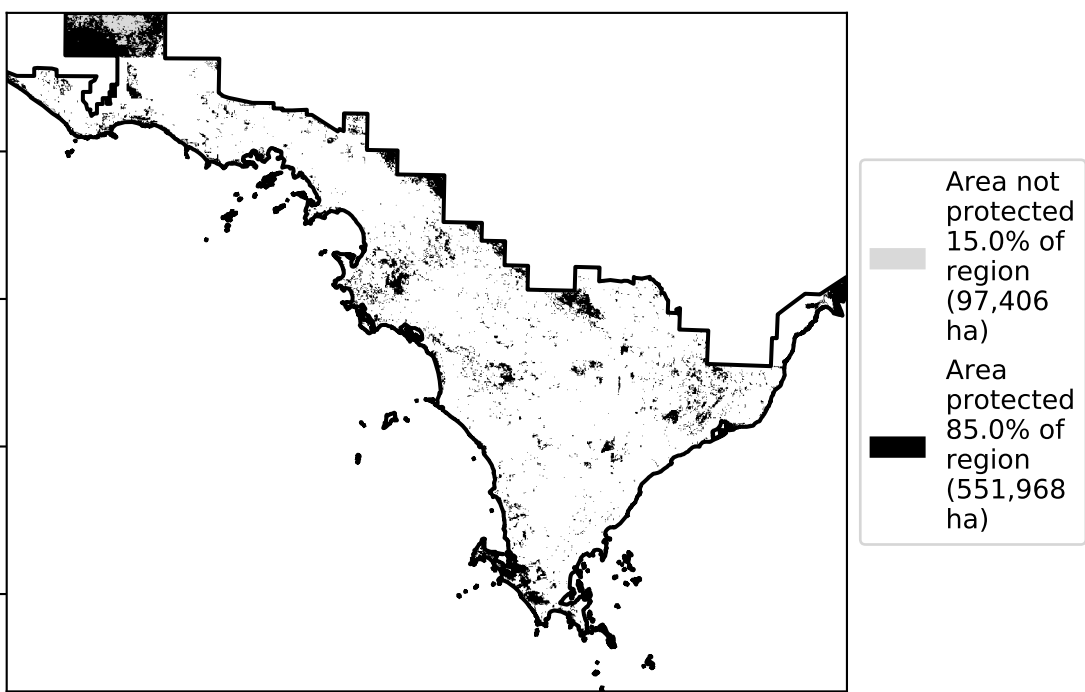 Area not
protected
15.0% of
region
(97,406
ha)
Area
protected
85.0% of
region
(551,968
ha)